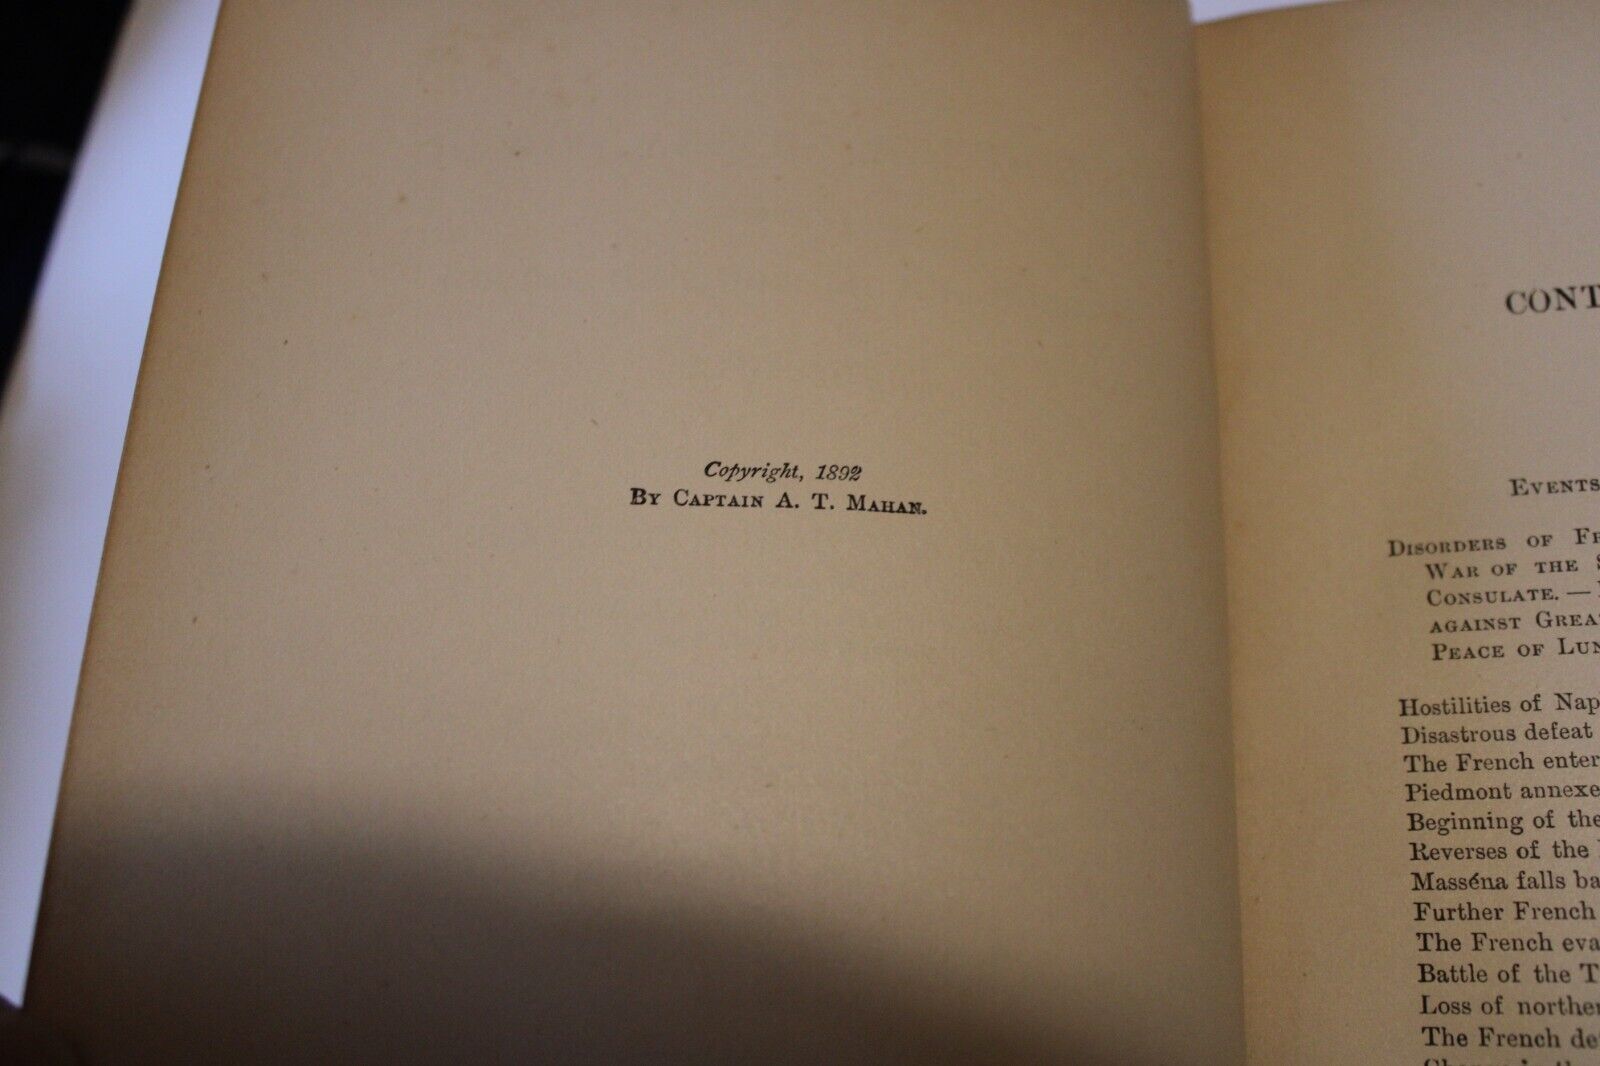 Copyright, 1892
By Captain A. T. Mahan.
CONT
Events
Disorders of Fr
War of the
Consulate. —
against Grea
Peace of Lun
Hostilities of Nap
Disastrous defeat
The French enter
Piedmont annexe
Beginning of the
Reverses of the
Masséna falls ba
Further French
The French eva
Battle of the T
Loss of norther
The French de